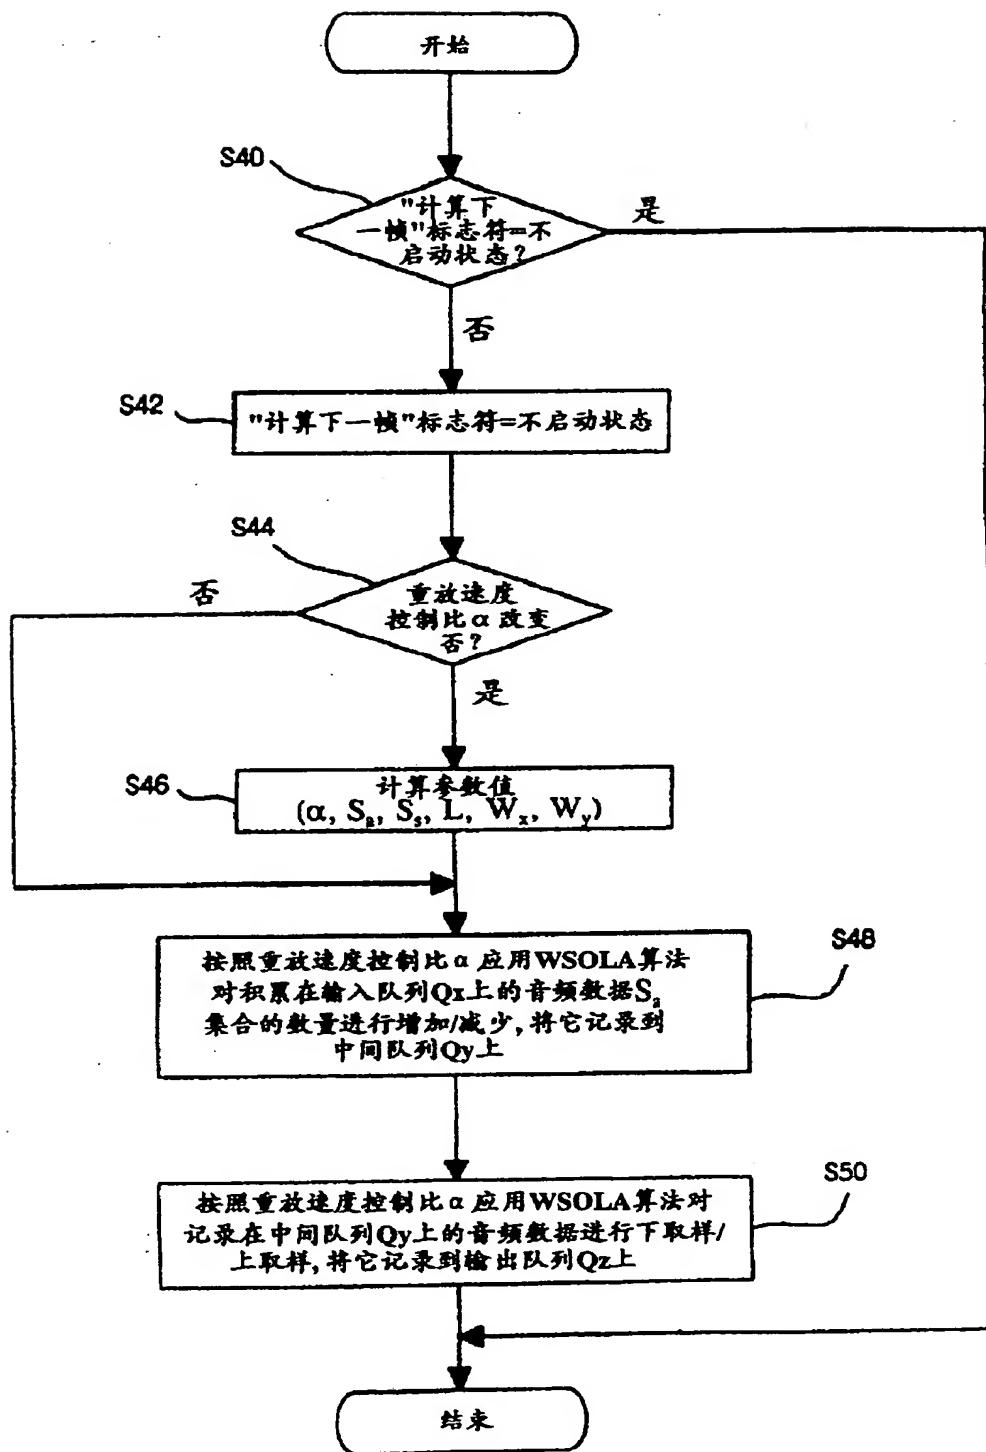 开始
S40
"计算下
一帧"标志符=不
启动状态?
是
否
S42
"计算下一帧"标志符=不启动状态
S44
否
重放速度
控制比α改变
否?
是
S46
计算参数值
(α, Sa, Ss, L, Wx, Wy)
S48
按照重放速度控制比α应用WSOLA算法
对积累在输入队列Qx上的音频数据Sa
集合的数量进行增加/减少,将它记录到
中间队列Qy上
S50
按照重放速度控制比α应用WSOLA算法对
记录在中间队列Qy上的音频数据进行下取样/
上取样,将它记录到输出队列Qz上
结束